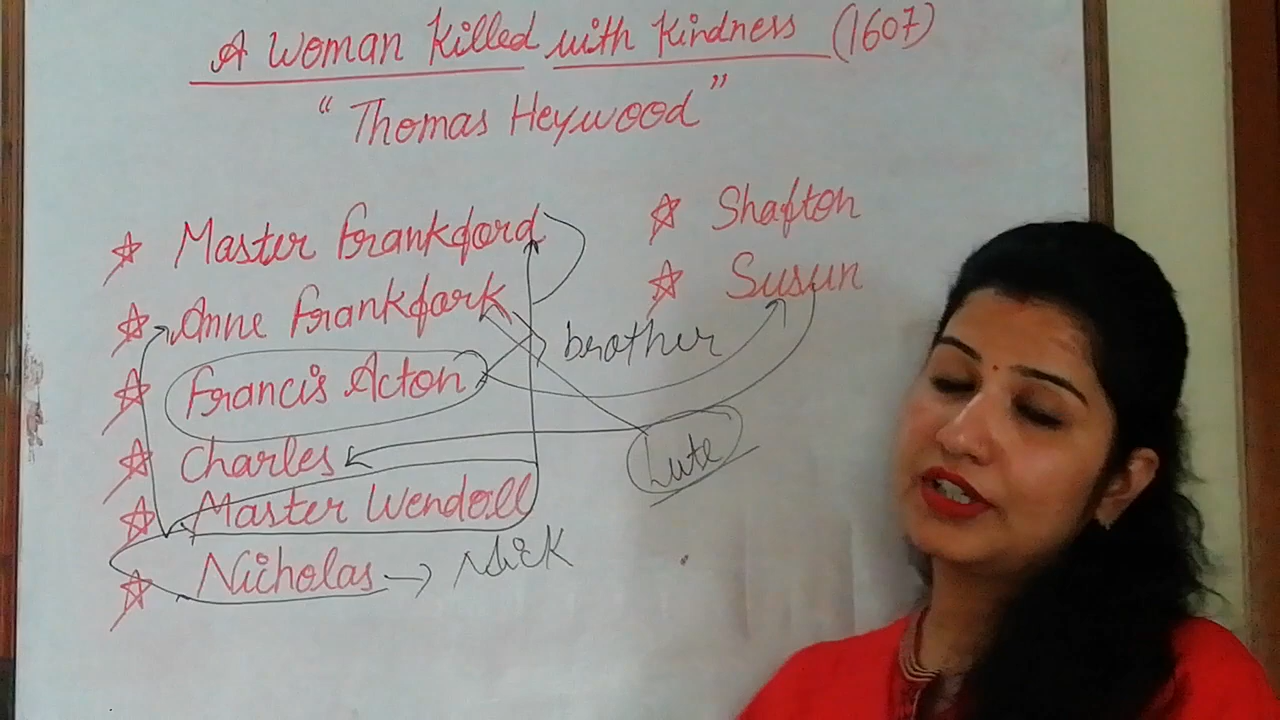 A Woman Killed with Kindness (1607)
"Thomas Heywood"
☆ Master Frankford
☆ Anne Frankfork
☆ Francis Acton
☆ Charles
☆ Master Wendoll
☆ Nicholas → Nick
☆ Shafton
☆ Susun
brother
Lute